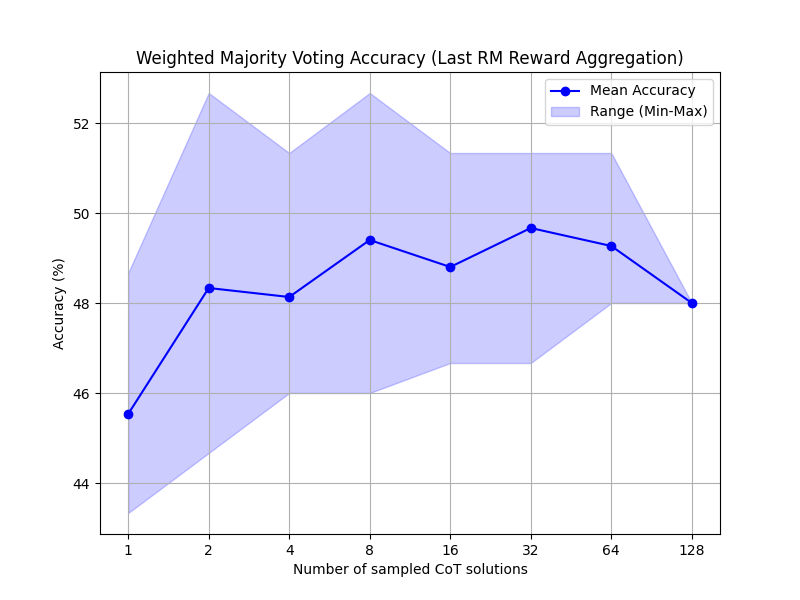 Weighted Majority Voting Accuracy (Last RM Reward Aggregation)
Mean Accuracy
Range (Min-Max)
Accuracy (%)
52
50
48
46
44
1 2 4 8 16 32 64 128
Number of sampled CoT solutions